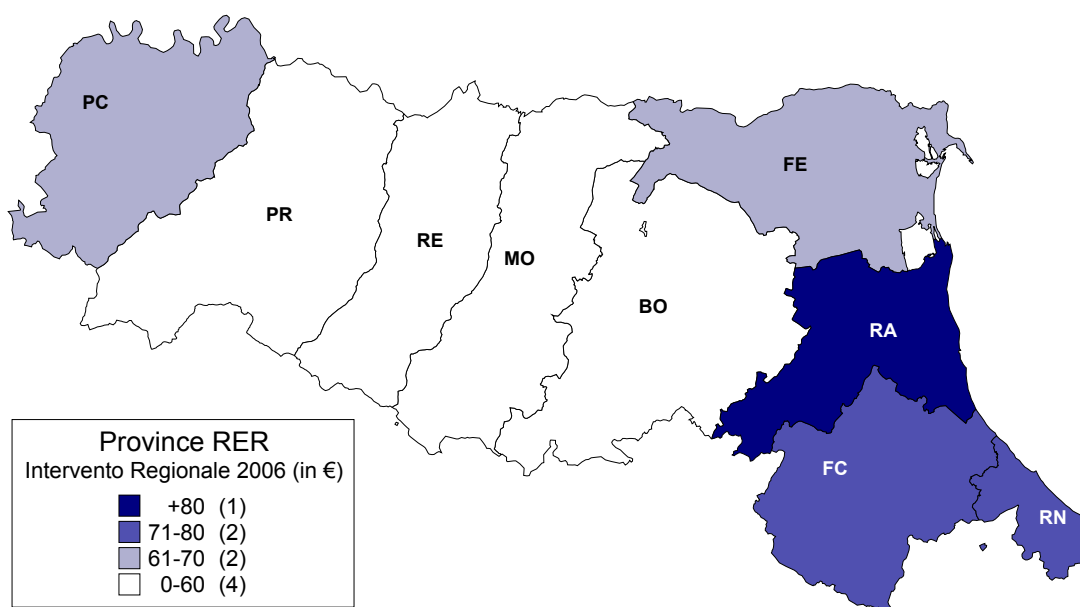 PC
FE
PR
RE
MO
BO
RA
FC
RN
Province RER
Intervento Regionale 2006 (in €)
+80 (1)
71-80 (2)
61-70 (2)
0-60 (4)